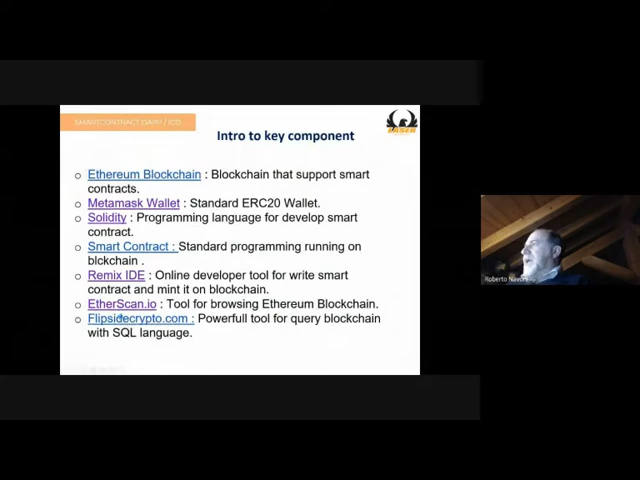 SMARTCONTRACT DAPP / ICO
Intro to key component
LASER
Ethereum Blockchain : Blockchain that support smart
contracts.
Metamask Wallet : Standard ERC20 Wallet.
Solidity : Programming language for develop smart
contract.
Smart Contract : Standard programming running on
blckchain .
Remix IDE : Online developer tool for write smart
contract and mint it on blockchain.
EtherScan.io : Tool for browsing Ethereum Blockchain.
Flipsidecrypto.com : Powerfull tool for query blockchain
with SQL language.
Roberto